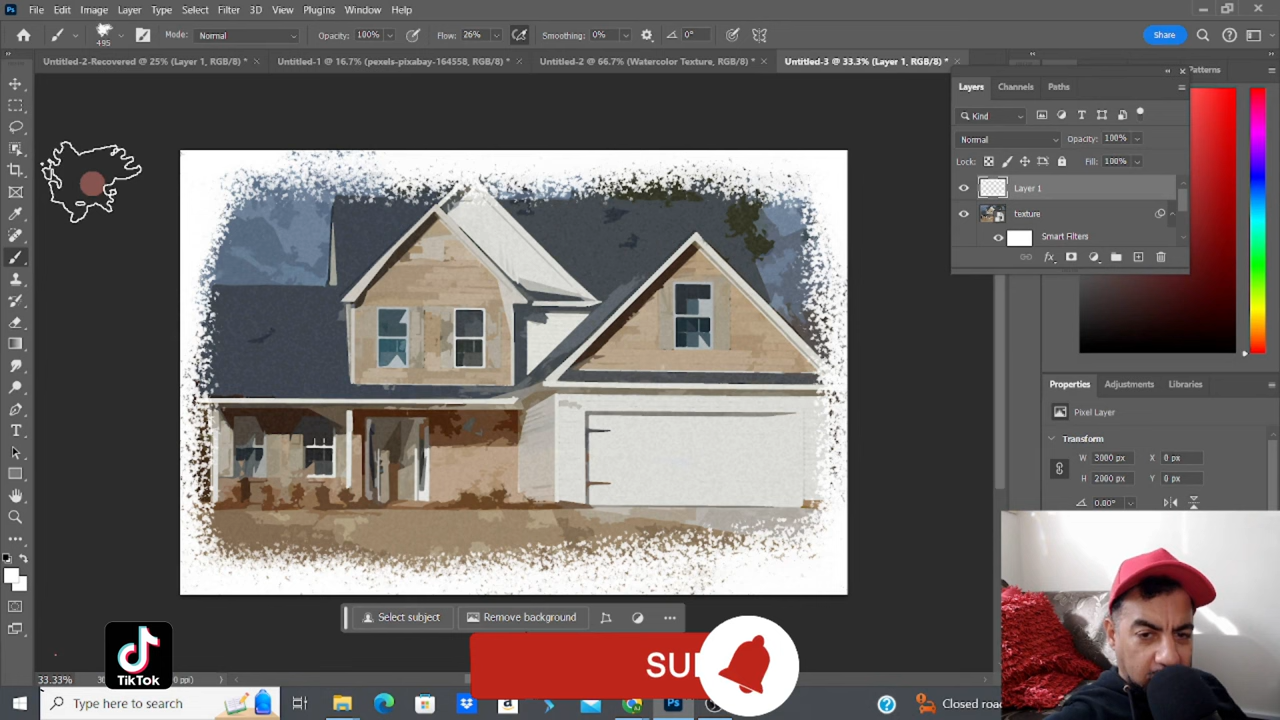 Ps File Edit Image Layer Type Select Filter 3D View Plugins Window Help
495 Mode: Normal Opacity: 100% Flow: 26% Smoothing: 0% 0° Share
Untitled-2-Recovered @ 25% (Layer 1, RGB/8) * × Untitled-1 @ 16.7% (pexels-pixabay-164558, RGB/8) * × Untitled-2 @ 66.7% (Watercolor Texture, RGB/8) * × Untitled-3 @ 33.3% (Layer 1, RGB/8) * ×
Patterns
Layers Channels Paths
Kind
Normal Opacity: 100%
Lock: Fill: 100%
Layer 1
texture
Smart Filters
fx
Properties Adjustments Libraries
Pixel Layer
Transform
W 3000 px X 0 px
H 2000 px Y 0 px
0.00°
Select subject Remove background
TikTok
33.33% ppi)
Type here to search
Ps
Closed road